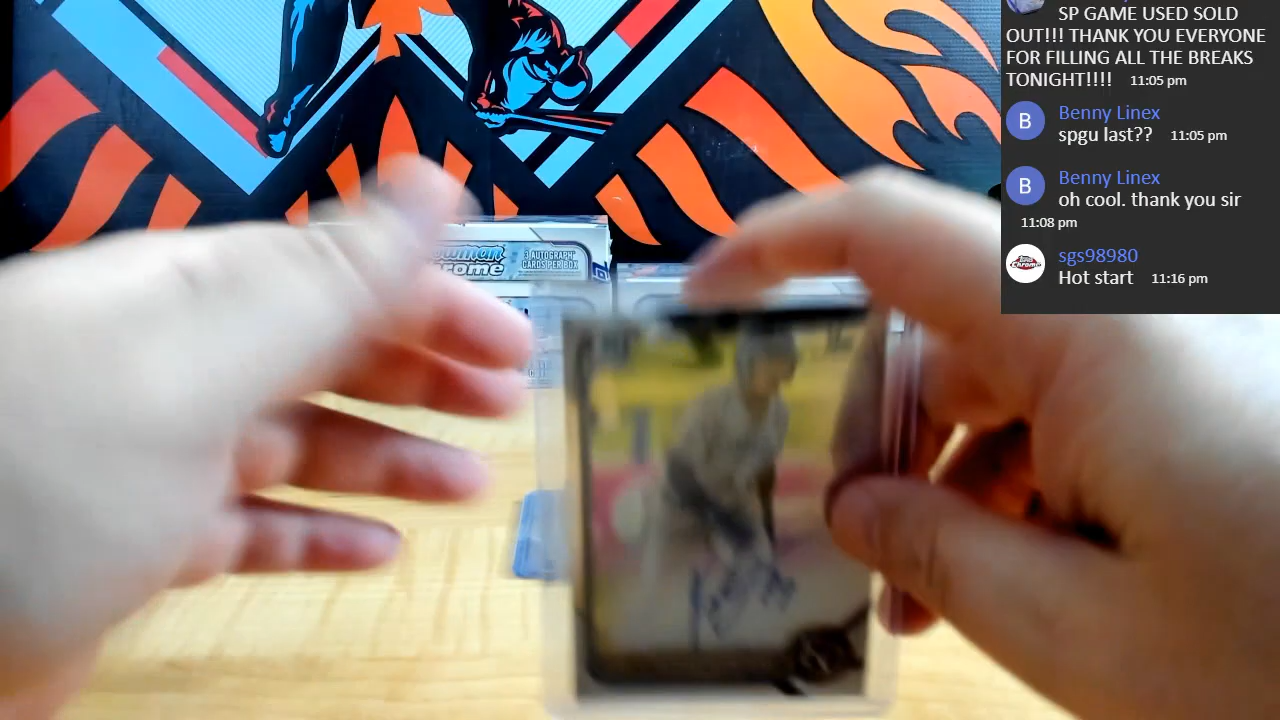 SP GAME USED SOLD
OUT!!! THANK YOU EVERYONE
FOR FILLING ALL THE BREAKS
TONIGHT!!!! 11:05 pm
B Benny Linex
spgu last?? 11:05 pm
B Benny Linex
oh cool. thank you sir
11:08 pm
sgs98980
Hot start 11:16 pm
3 AUTOGRAPH
CARDS PER BOX